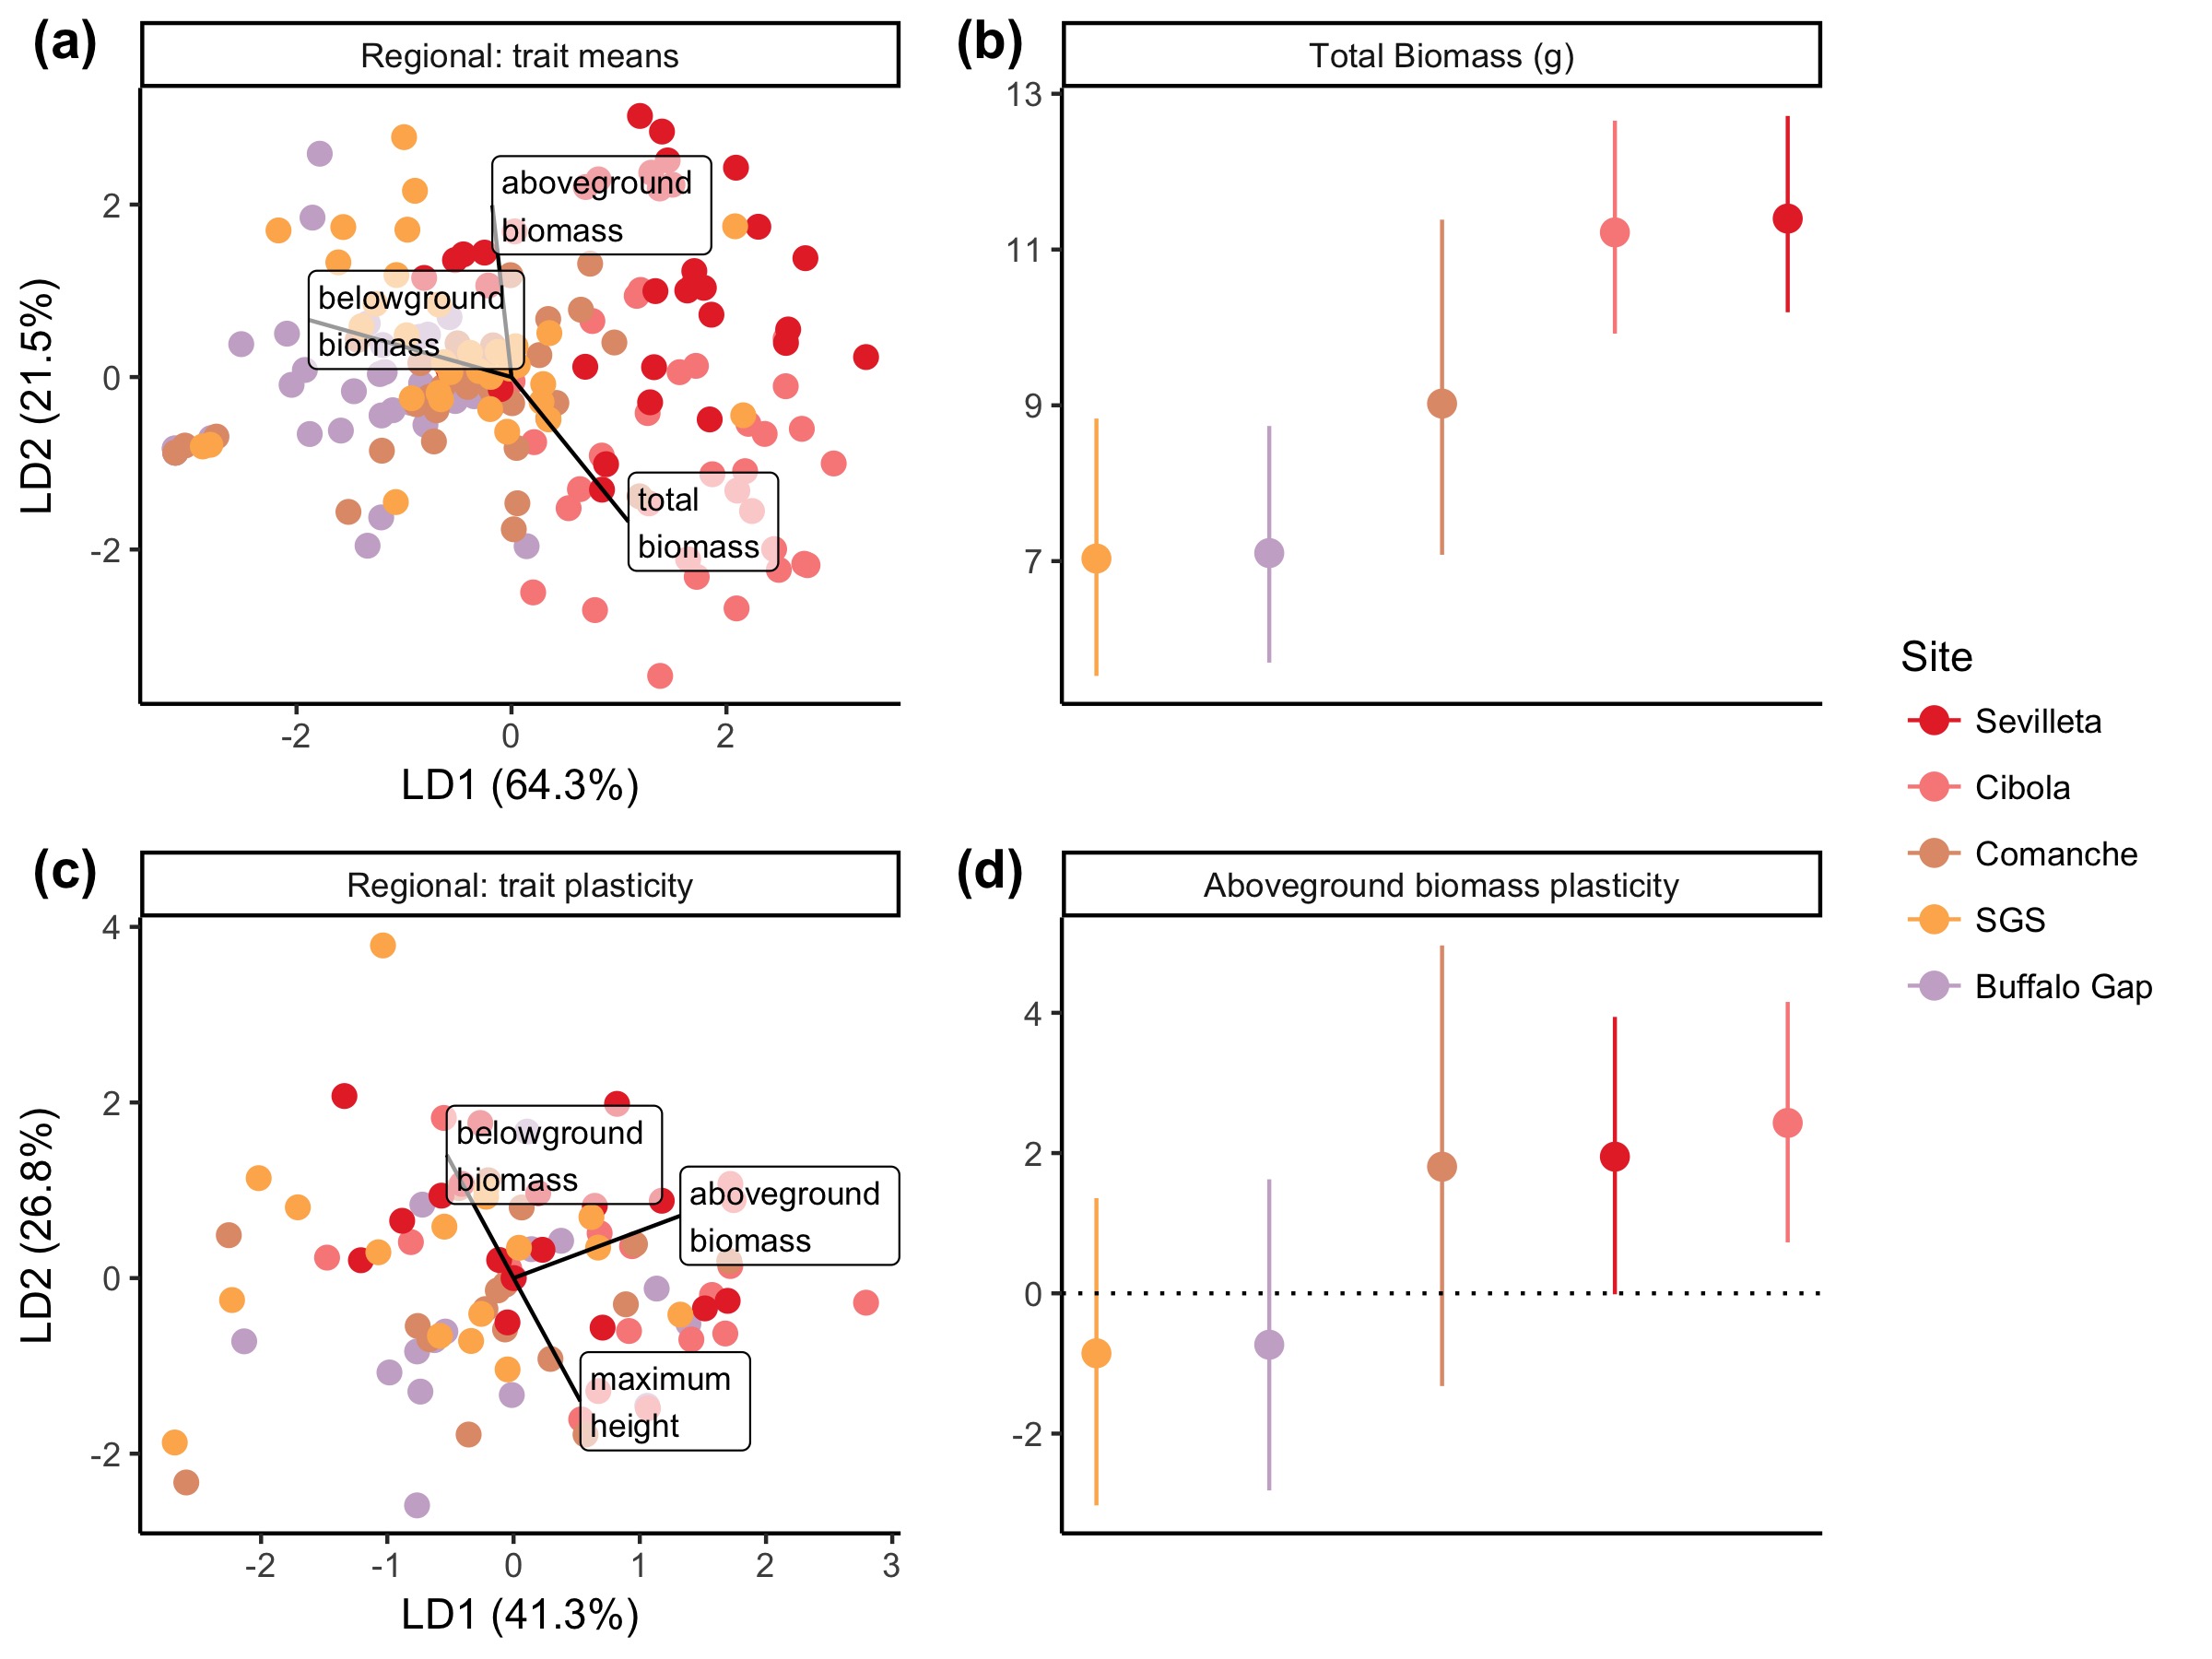 (a)
Regional: trait means
aboveground
biomass
belowground
biomass
total
biomass
2
0
-2
-2
0
2
LD2 (21.5%)
LD1 (64.3%)
(b)
Total Biomass (g)
13
11
9
7
Site
Sevilleta
Cibola
Comanche
SGS
Buffalo Gap
(c)
Regional: trait plasticity
belowground
biomass
aboveground
biomass
maximum
height
4
2
0
-2
-2
-1
0
1
2
3
LD2 (26.8%)
LD1 (41.3%)
(d)
Aboveground biomass plasticity
4
2
0
-2